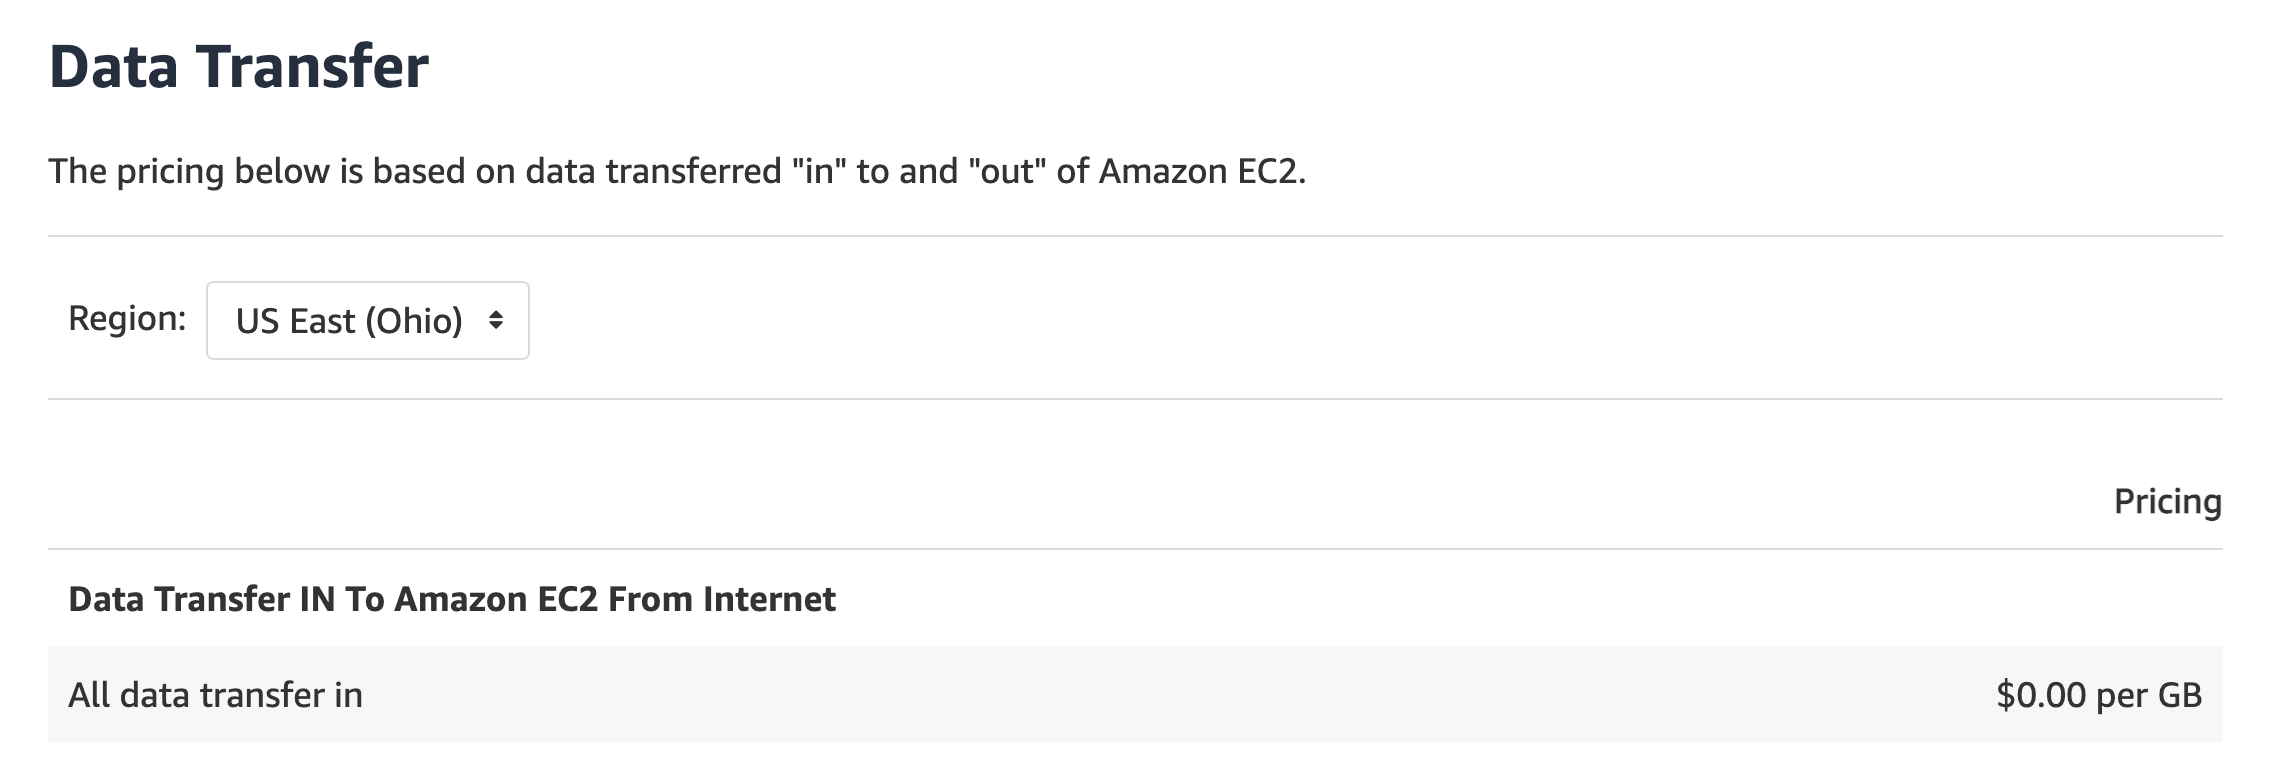 Data Transfer
The pricing below is based on data transferred "in" to and "out" of Amazon EC2.
Region: US East (Ohio)
Pricing
Data Transfer IN To Amazon EC2 From Internet
All data transfer in $0.00 per GB